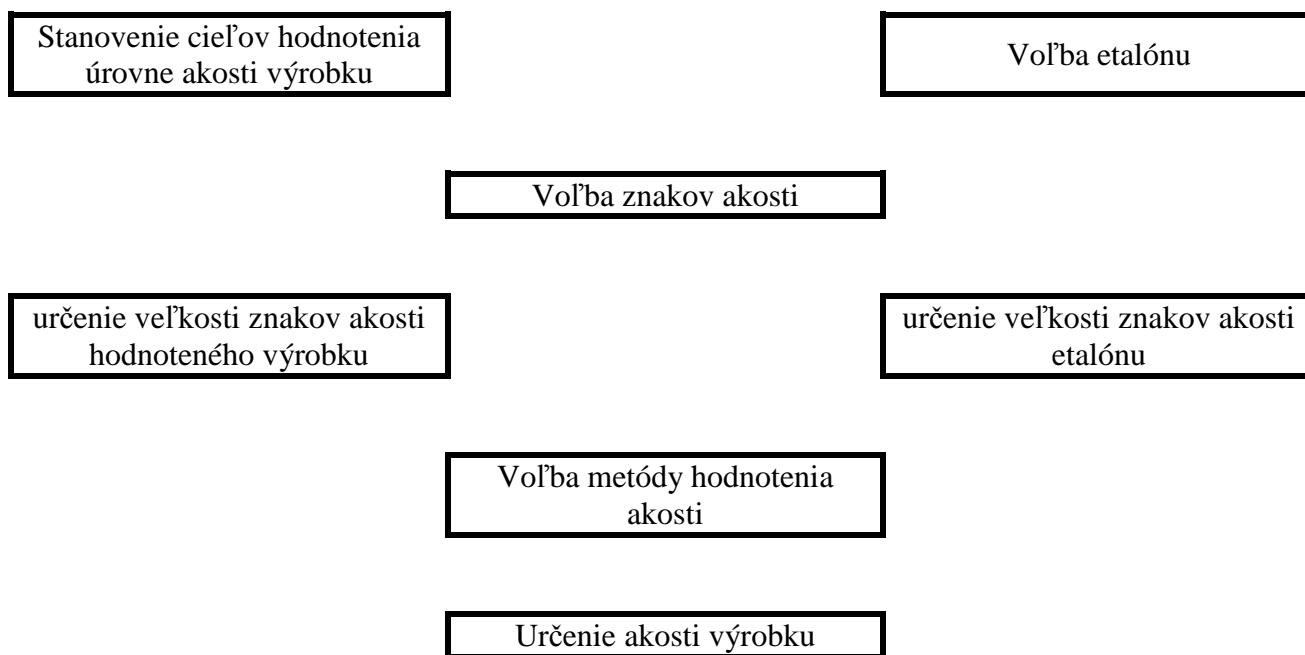 Stanovenie cieľov hodnotenia
úrovne akosti výrobku
Voľba etalónu
Voľba znakov akosti
určenie veľkosti znakov akosti
hodnoteného výrobku
určenie veľkosti znakov akosti
etalónu
Voľba metódy hodnotenia
akosti
Určenie akosti výrobku